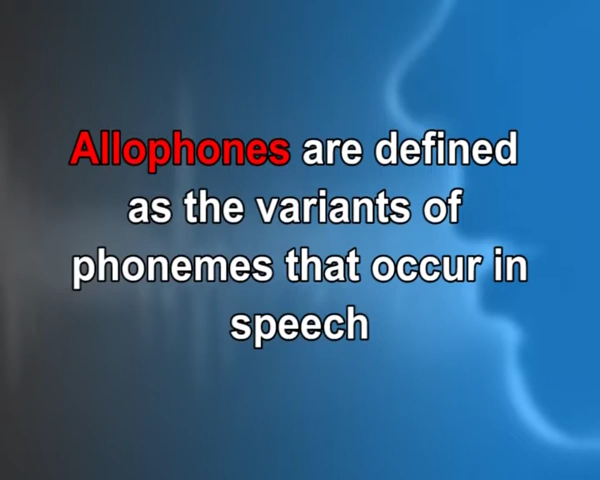 Allophones are defined
as the variants of
phonemes that occur in
speech